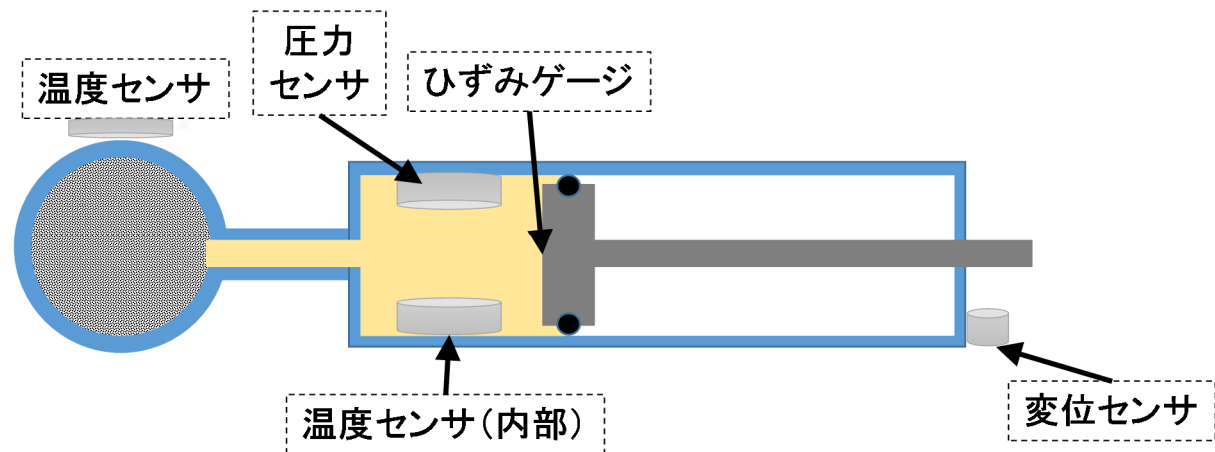 温度センサ
圧力
センサ
ひずみゲージ
温度センサ(内部)
変位センサ